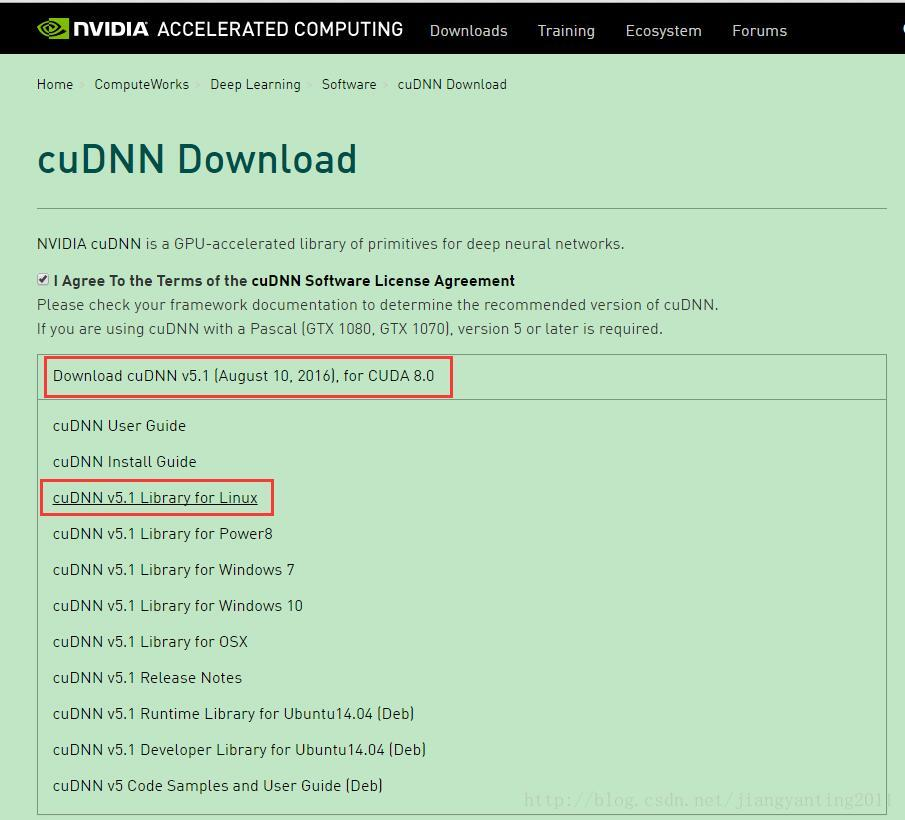 NVIDIA ACCELERATED COMPUTING Downloads Training Ecosystem Forums
Home > ComputeWorks > Deep Learning > Software > cuDNN Download
cuDNN Download
NVIDIA cuDNN is a GPU-accelerated library of primitives for deep neural networks.
I Agree To the Terms of the cuDNN Software License Agreement
Please check your framework documentation to determine the recommended version of cuDNN.
If you are using cuDNN with a Pascal (GTX 1080, GTX 1070), version 5 or later is required.
Download cuDNN v5.1 (August 10, 2016), for CUDA 8.0
cuDNN User Guide
cuDNN Install Guide
cuDNN v5.1 Library for Linux
cuDNN v5.1 Library for Power8
cuDNN v5.1 Library for Windows 7
cuDNN v5.1 Library for Windows 10
cuDNN v5.1 Library for OSX
cuDNN v5.1 Release Notes
cuDNN v5.1 Runtime Library for Ubuntu14.04 (Deb)
cuDNN v5.1 Developer Library for Ubuntu14.04 (Deb)
cuDNN v5 Code Samples and User Guide (Deb)
http://blog.csdn.net/jiangyanting2011